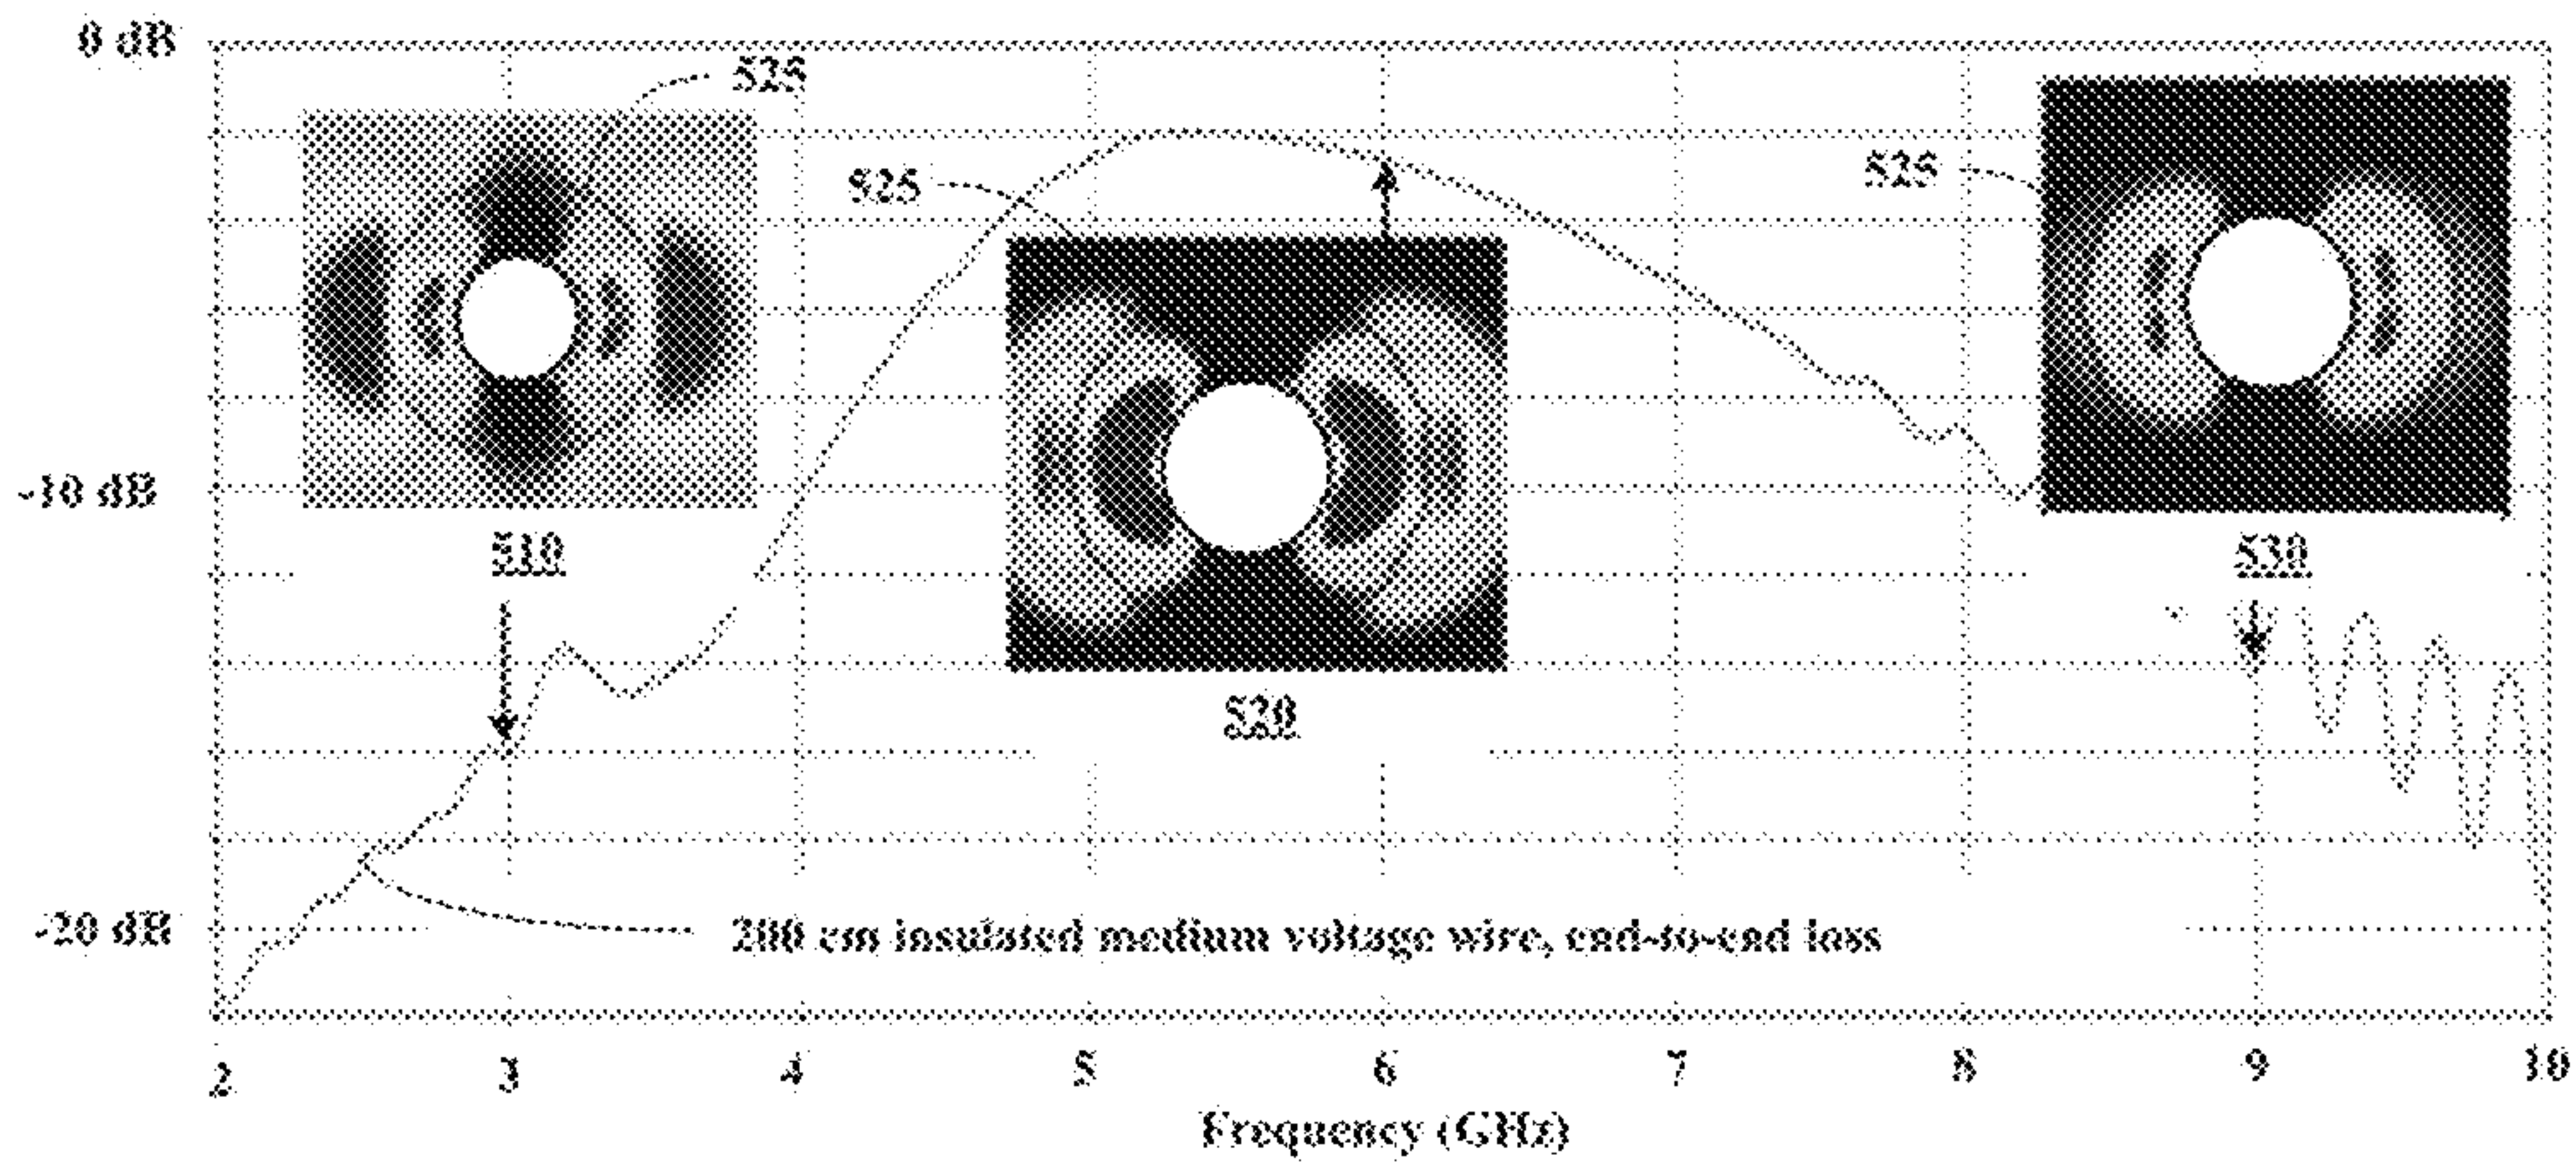 0 dB
525
525
525
-10 dB
510
530
520
-20 dB
200 cm insulated medium voltage wire, end-to-end loss
2 3 4 5 6 7 8 9 10
Frequency (GHz)